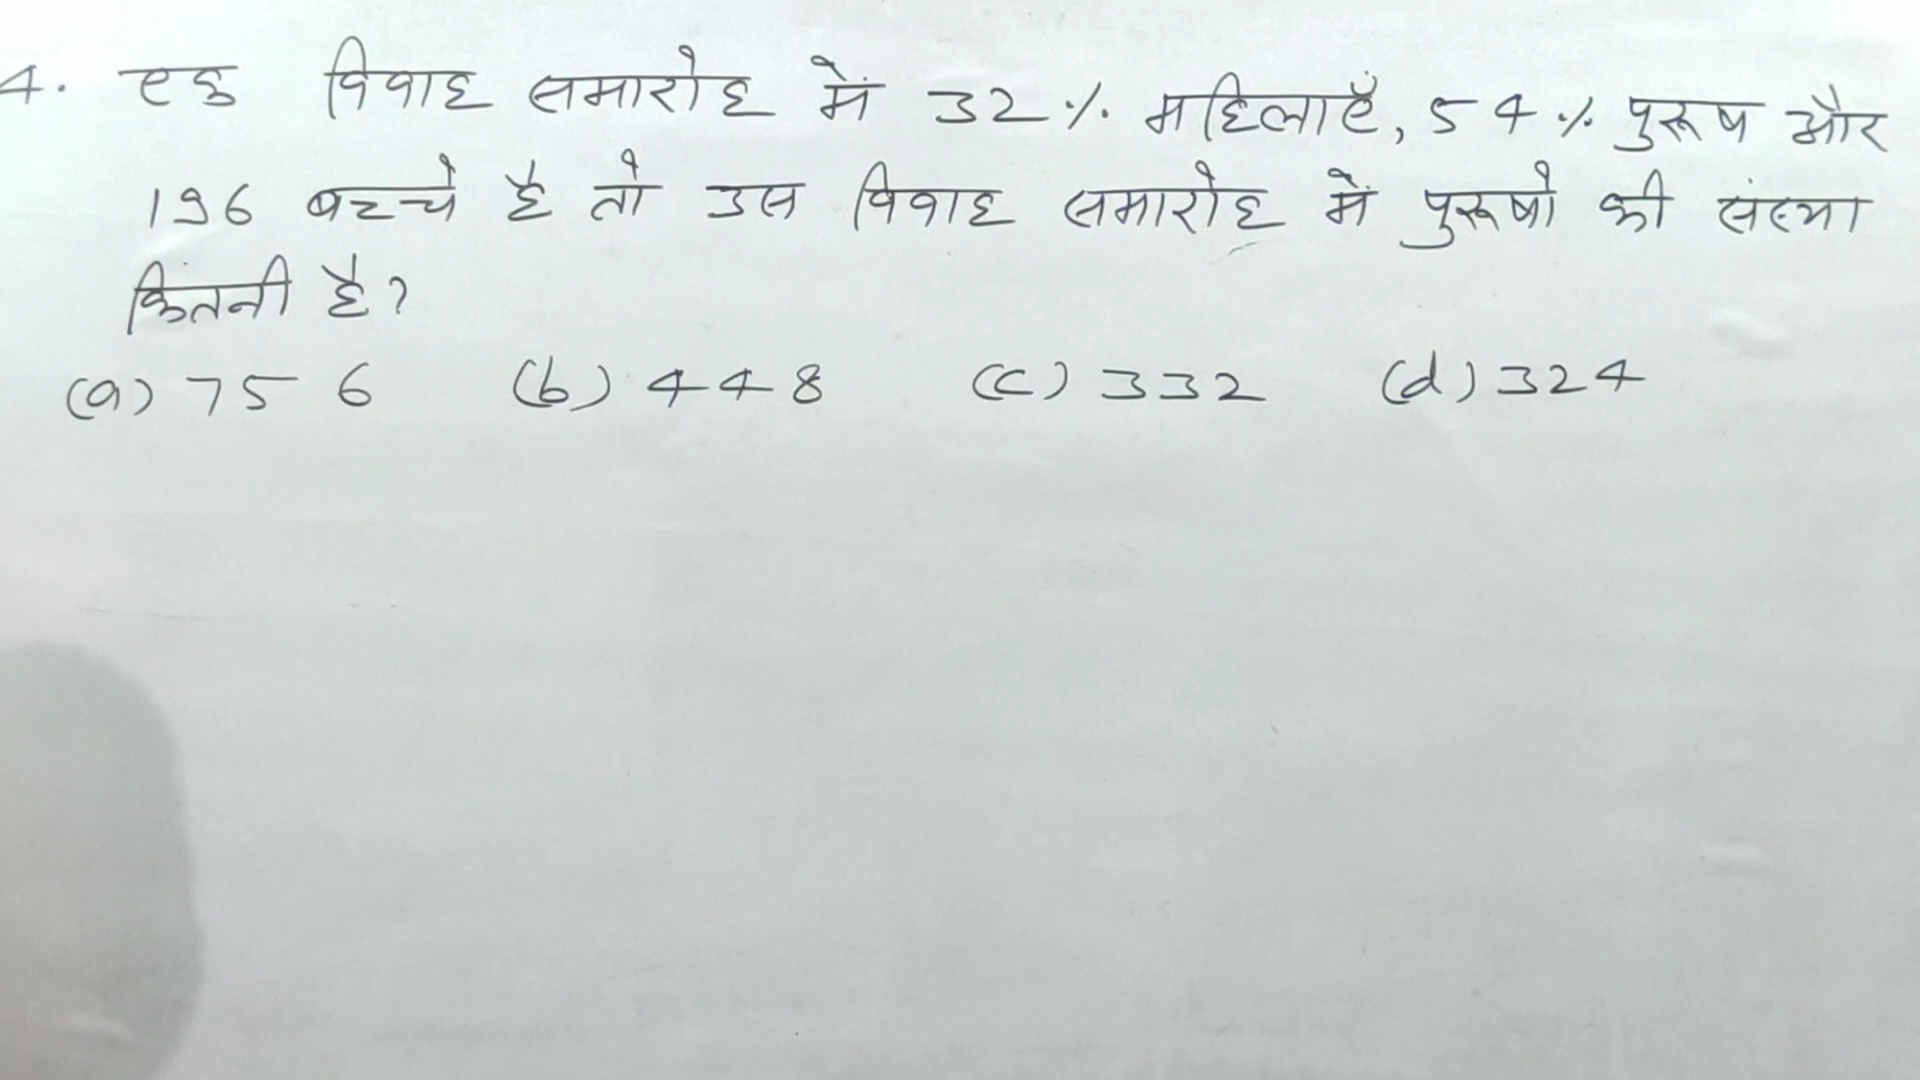 4. एक विवाह समारोह में 32% महिलाएँ, 54% पुरूष और
196 बच्चे है तो उस विवाह समारोह में पुरूषो की संख्या
कितनी है?
(a) 756 (b) 448 (c) 332 (d) 324